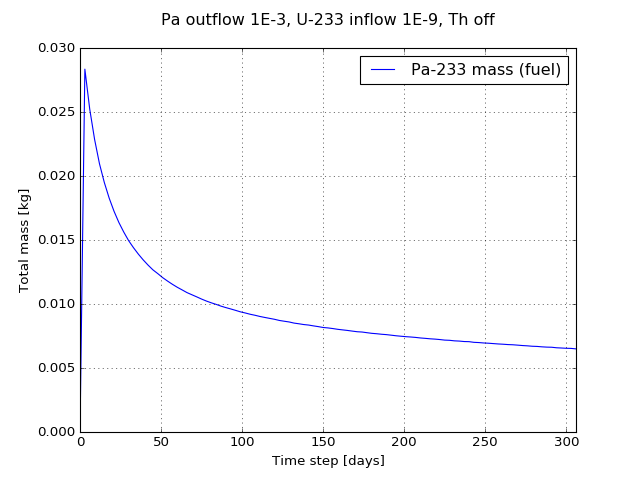 Pa outflow 1E-3, U-233 inflow 1E-9, Th off
0.030
0.025
0.020
0.015
0.010
0.005
0.000
Total mass [kg]
Pa-233 mass (fuel)
0 50 100 150 200 250 300
Time step [days]